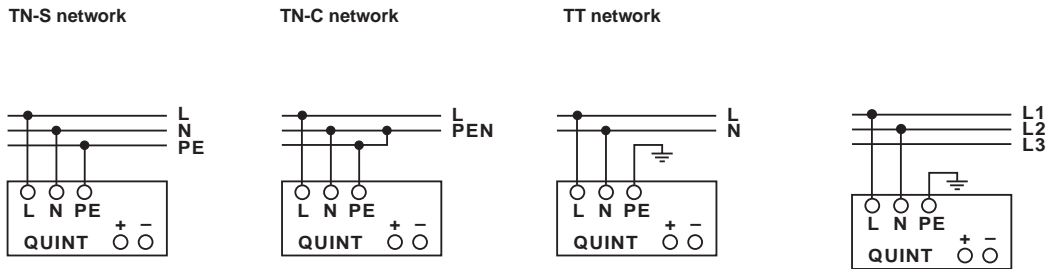 TN-S network
L
N
PE
L N PE
+ −
QUINT
TN-C network
L
PEN
L N PE
+ −
QUINT
TT network
L
N
L N PE
+ −
QUINT
L1
L2
L3
L N PE
+ −
QUINT